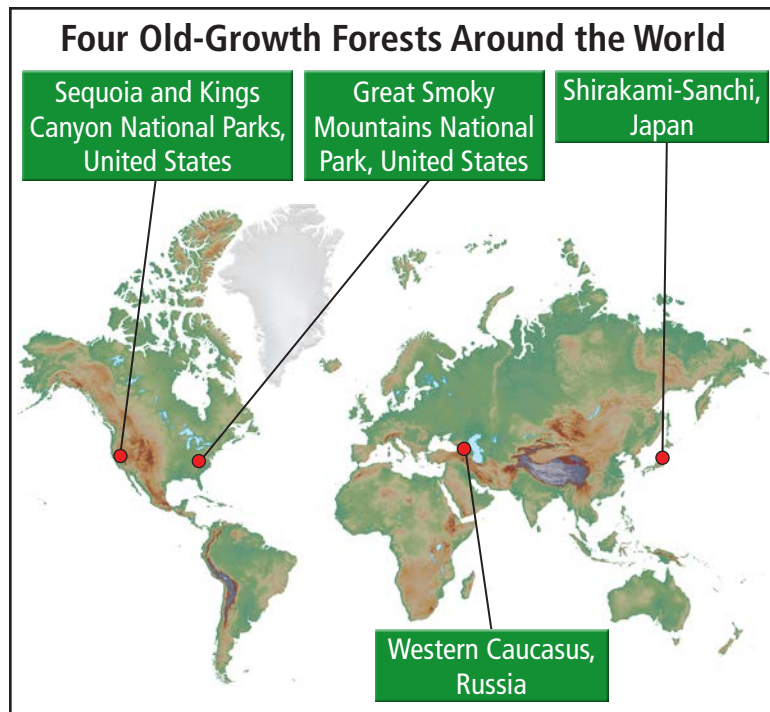 Four Old-Growth Forests Around the World
Sequoia and Kings
Canyon National Parks,
United States
Great Smoky
Mountains National
Park, United States
Shirakami-Sanchi,
Japan
Western Caucasus,
Russia